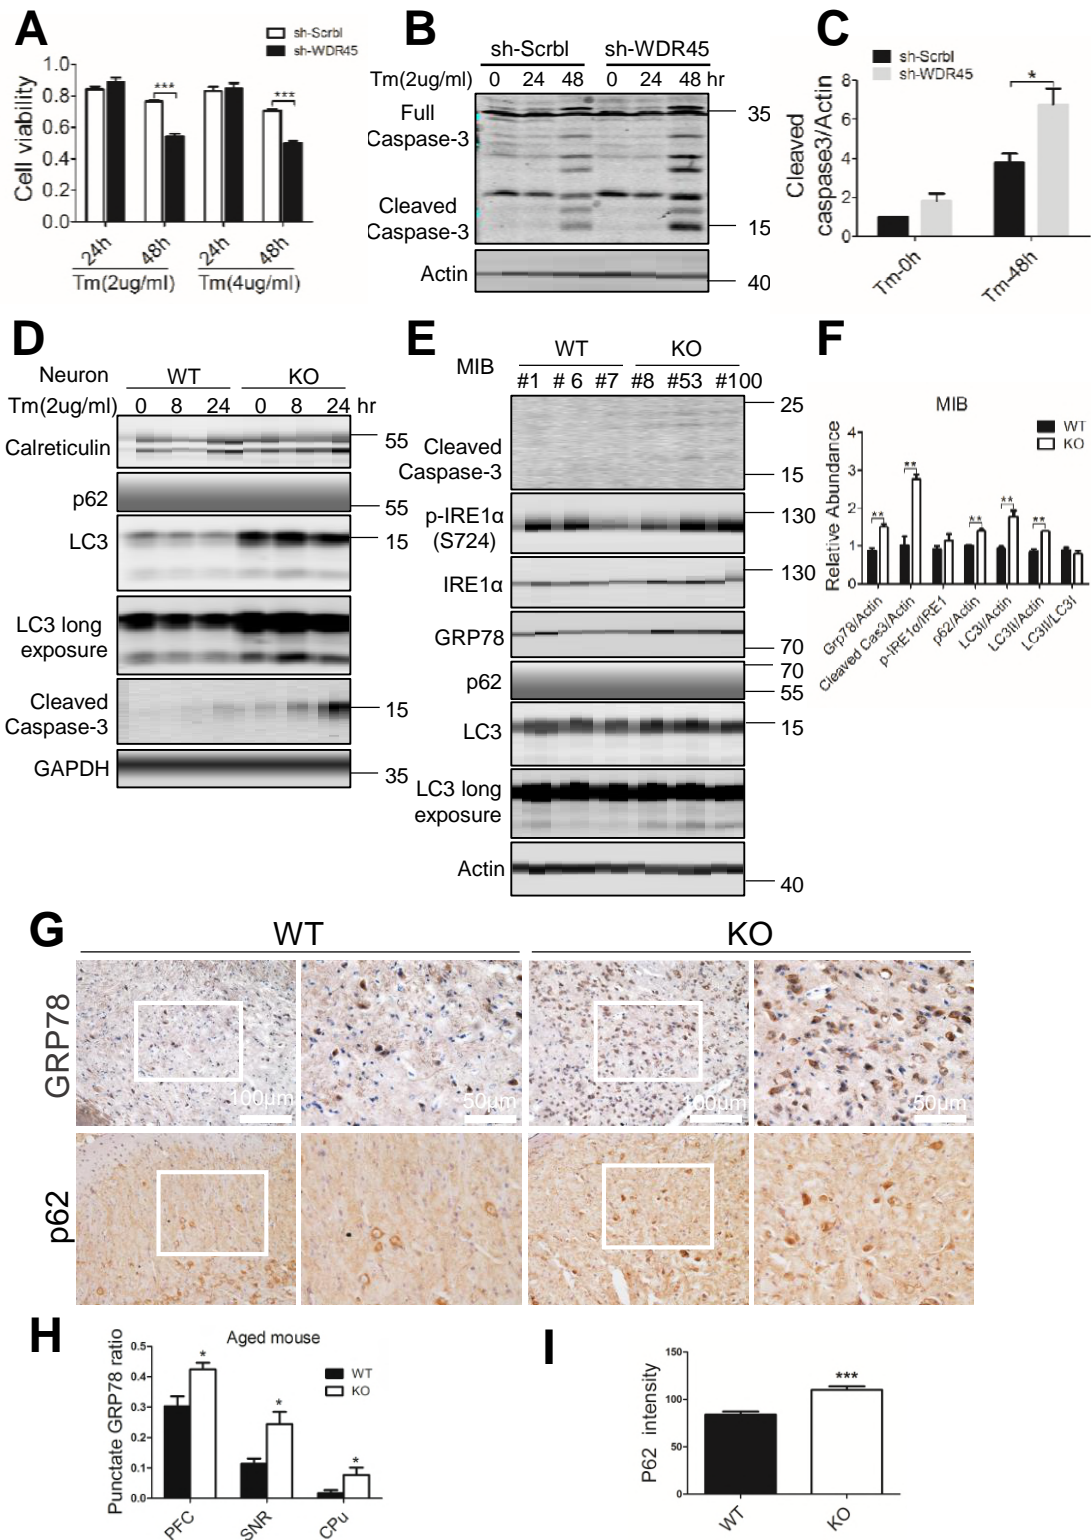 A
sh-Scrbl
sh-WDR45
Cell viability
1.0
0.8
0.6
0.4
0.2
0.0
***
***
24h
48h
24h
48h
Tm(2ug/ml)
Tm(4ug/ml)
B
sh-Scrbl sh-WDR45
Tm(2ug/ml) 0 24 48 0 24 48 hr
Full
Caspase-3
35
Cleaved
Caspase-3
15
Actin
40
C
sh-Scrbl
sh-WDR45
Cleaved
caspase3/Actin
8
6
4
2
0
*
Tm-0h
Tm-48h
D
Neuron WT KO
Tm(2ug/ml) 0 8 24 0 8 24 hr
Calreticulin 55
p62 55
LC3 15
LC3 long
exposure
Cleaved
Caspase-3
15
GAPDH 35
E
MIB WT KO
#1 # 6 #7 #8 #53 #100
25
Cleaved
Caspase-3
15
p-IRE1α
(S724)
130
IRE1α 130
GRP78 70
p62
70
55
LC3 15
LC3 long
exposure
Actin 40
F
MIB
WT
KO
Relative Abundance
4
3
2
1
0
**
**
**
**
**
Grp78/Actin
Cleaved Cas3/Actin
p-IRE1α/IRE1
p62/Actin
LC3I/Actin
LC3II/Actin
LC3II/LC3I
G
WT KO
GRP78
100µm
50µm
100µm
50µm
p62
H
Aged mouse
WT
KO
Punctate GRP78 ratio
0.5
0.4
0.3
0.2
0.1
0.0
*
*
*
PFC
SNR
CPu
I
P62 intensity
150
100
50
0
***
WT
KO